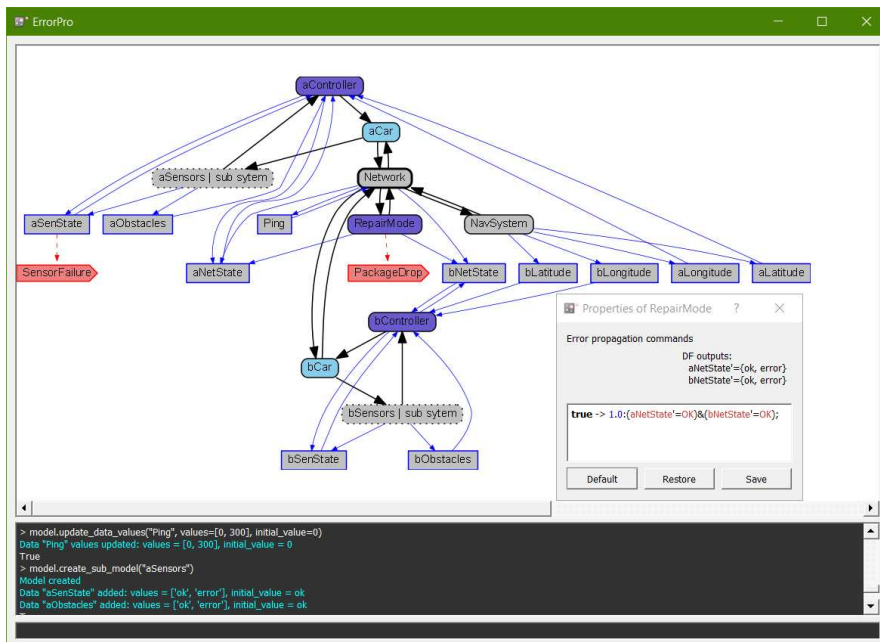 ErrorPro
aController
aCar
aSensors | sub sytem
Network
aSenState
aObstacles
Ping
RepairMode
NavSystem
SensorFailure
aNetState
PackageDrop
bNetState
bLatitude
bLongitude
aLongitude
aLatitude
bController
bCar
bSensors | sub sytem
bSenState
bObstacles
Properties of RepairMode ?
Error propagation commands
DF outputs:
aNetState'={ok, error}
bNetState'={ok, error}
true -> 1.0:(aNetState'=OK)&(bNetState'=OK);
Default Restore Save
> model.update_data_values("Ping", values=[0, 300], initial_value=0)
Data "Ping" values updated: values = [0, 300], initial_value = 0
True
> model.create_sub_model("aSensors")
Model created
Data "aSenState" added: values = ['ok', 'error'], initial_value = ok
Data "aObstacles" added: values = ['ok', 'error'], initial_value = ok